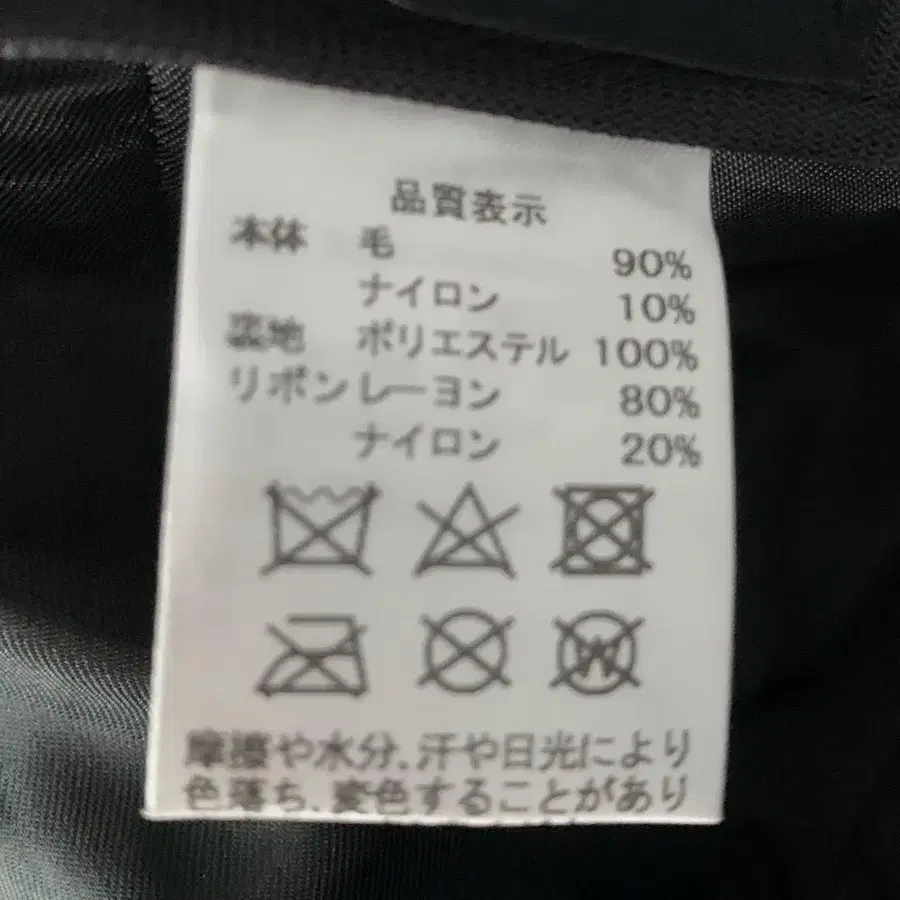 品質表示
本体 毛 90%
ナイロン 10%
裏地 ポリエステル 100%
リボン レーヨン 80%
ナイロン 20%
W
摩擦や水分、汗や日光により
色落ち、変色することがあり